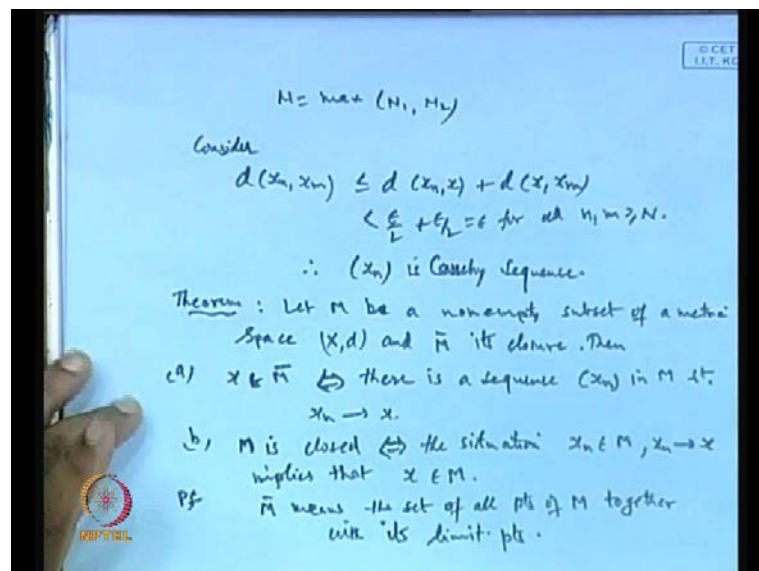 © CET
I.I.T. KG
N = max (N1, N2)
Consider
d(xn, xm) ≤ d(xn, x) + d(x, xm)
< ε/2 + ε/2 = ε for all n, m ≥ N.
∴ (xn) is Cauchy Sequence.
Theorem : Let M be a nonempty subset of a metric
Space (X,d) and M̄ its closure. Then
(a) x ∈ M̄ ⇔ there is a sequence (xn) in M st.
xn → x.
b) M is closed ⇔ the situation xn ∈ M, xn → x
implies that x ∈ M.
Pf M̄ means the set of all pts of M together
with its limit pts.
NPTEL